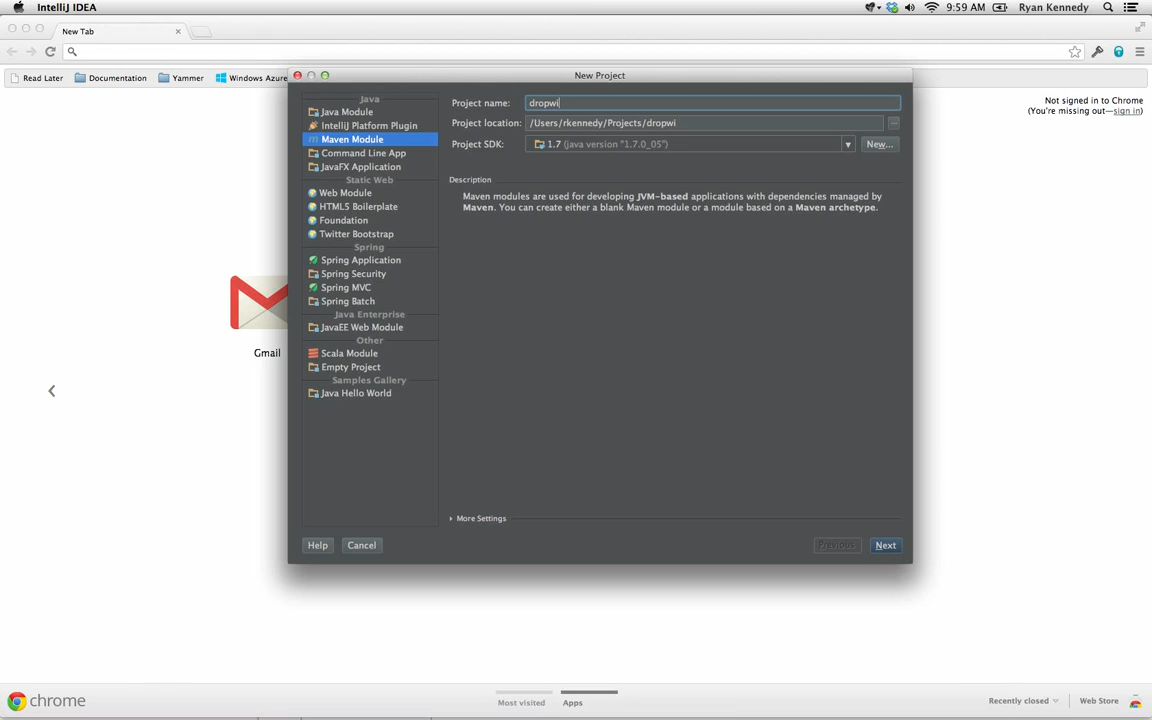 IntelliJ IDEA
9:59 AM
Ryan Kennedy
New Tab
Read Later
Documentation
Yammer
Windows Azure
Not signed in to Chrome
(You're missing out—sign in)
New Project
Java
Java Module
IntelliJ Platform Plugin
Maven Module
Command Line App
JavaFX Application
Static Web
Web Module
HTML5 Boilerplate
Foundation
Twitter Bootstrap
Spring
Spring Application
Spring Security
Spring MVC
Spring Batch
Java Enterprise
JavaEE Web Module
Other
Scala Module
Empty Project
Samples Gallery
Java Hello World
Project name: dropwi
Project location: /Users/rkennedy/Projects/dropwi
Project SDK: 1.7 (java version "1.7.0_05") New...
Description
Maven modules are used for developing JVM-based applications with dependencies managed by
Maven. You can create either a blank Maven module or a module based on a Maven archetype.
More Settings
Help
Cancel
Previous
Next
Gmail
chrome
Most visited
Apps
Recently closed
Web Store